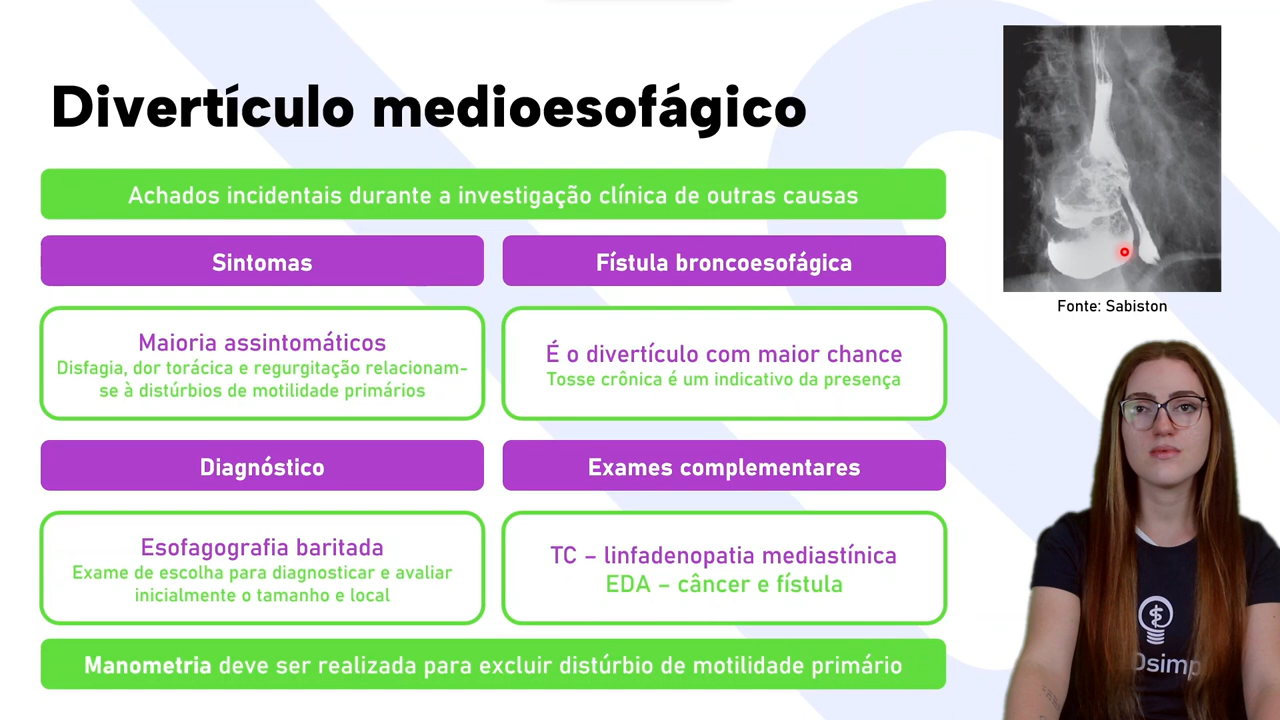 Divertículo medioesofágico
Achados incidentais durante a investigação clínica de outras causas
Sintomas
Fístula broncoesofágica
Maioria assintomáticos
Disfagia, dor torácica e regurgitação relacionam-
se à distúrbios de motilidade primários
É o divertículo com maior chance
Tosse crônica é um indicativo da presença
Diagnóstico
Exames complementares
Esofagografia baritada
Exame de escolha para diagnosticar e avaliar
inicialmente o tamanho e local
TC – linfadenopatia mediastínica
EDA – câncer e fístula
Manometria deve ser realizada para excluir distúrbio de motilidade primário
Fonte: Sabiston